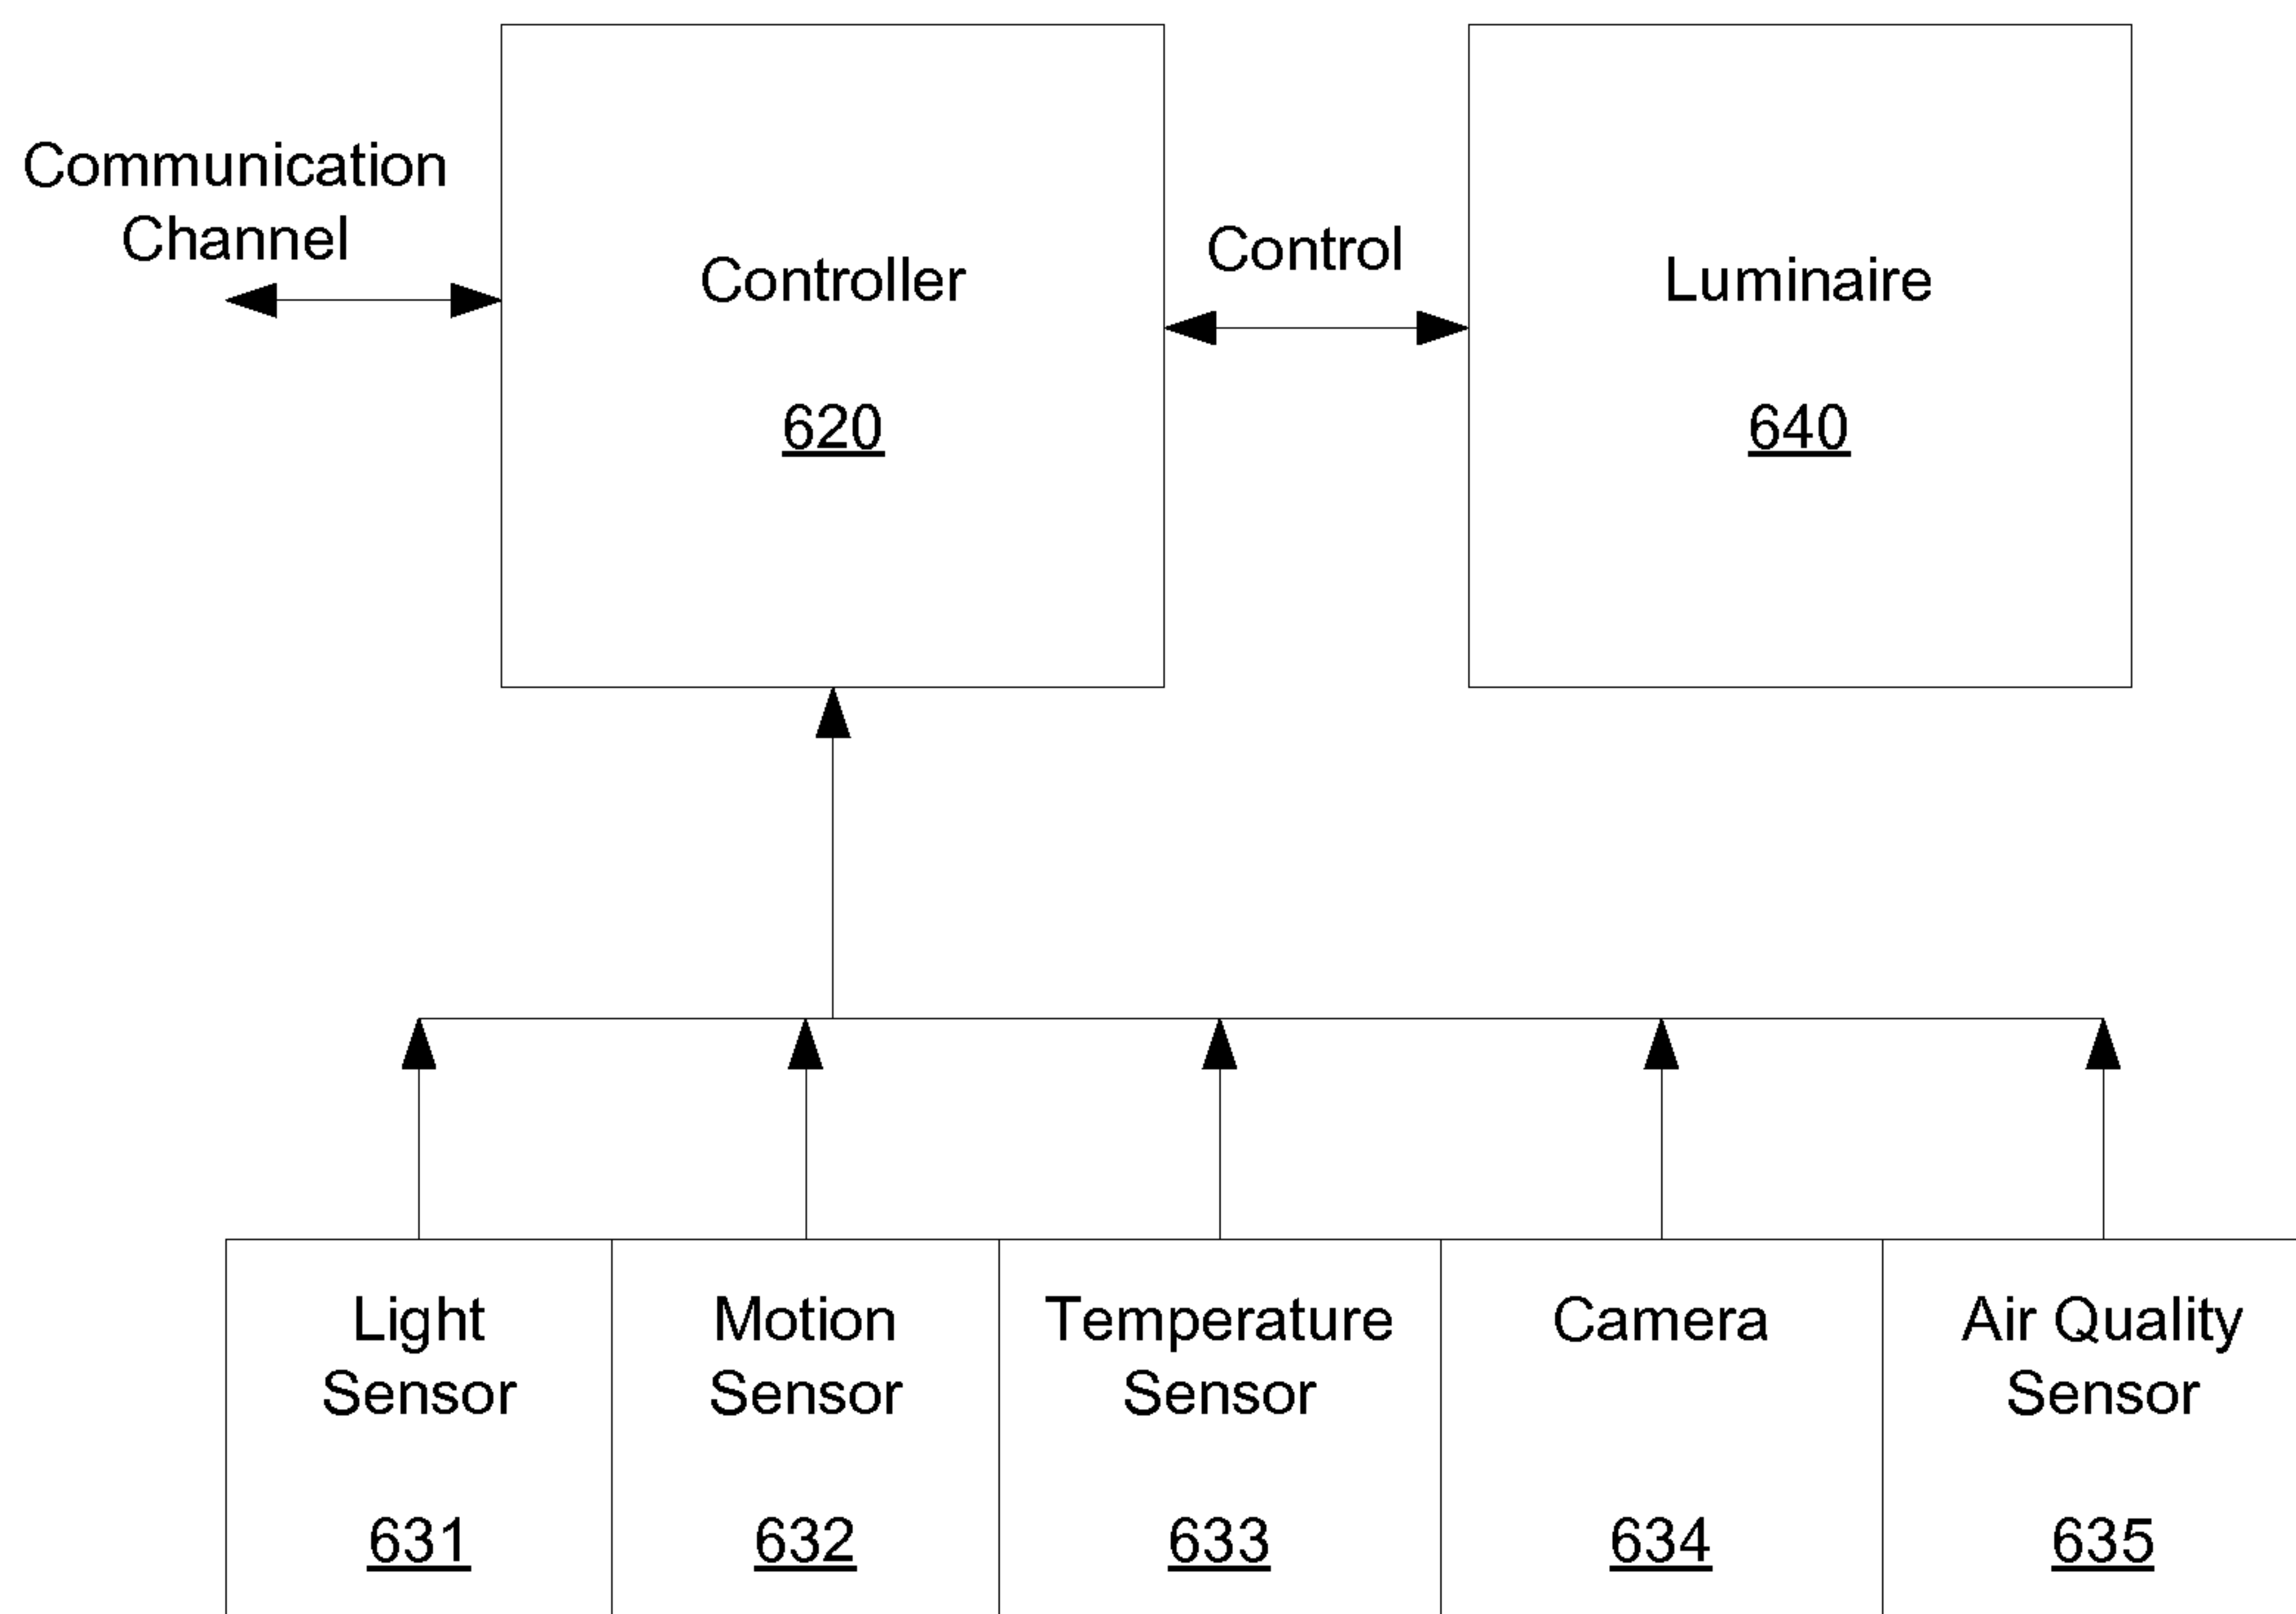 Communication
Channel
Controller
620
Control
Luminaire
640
Light
Sensor
631
Motion
Sensor
632
Temperature
Sensor
633
Camera
634
Air Quality
Sensor
635